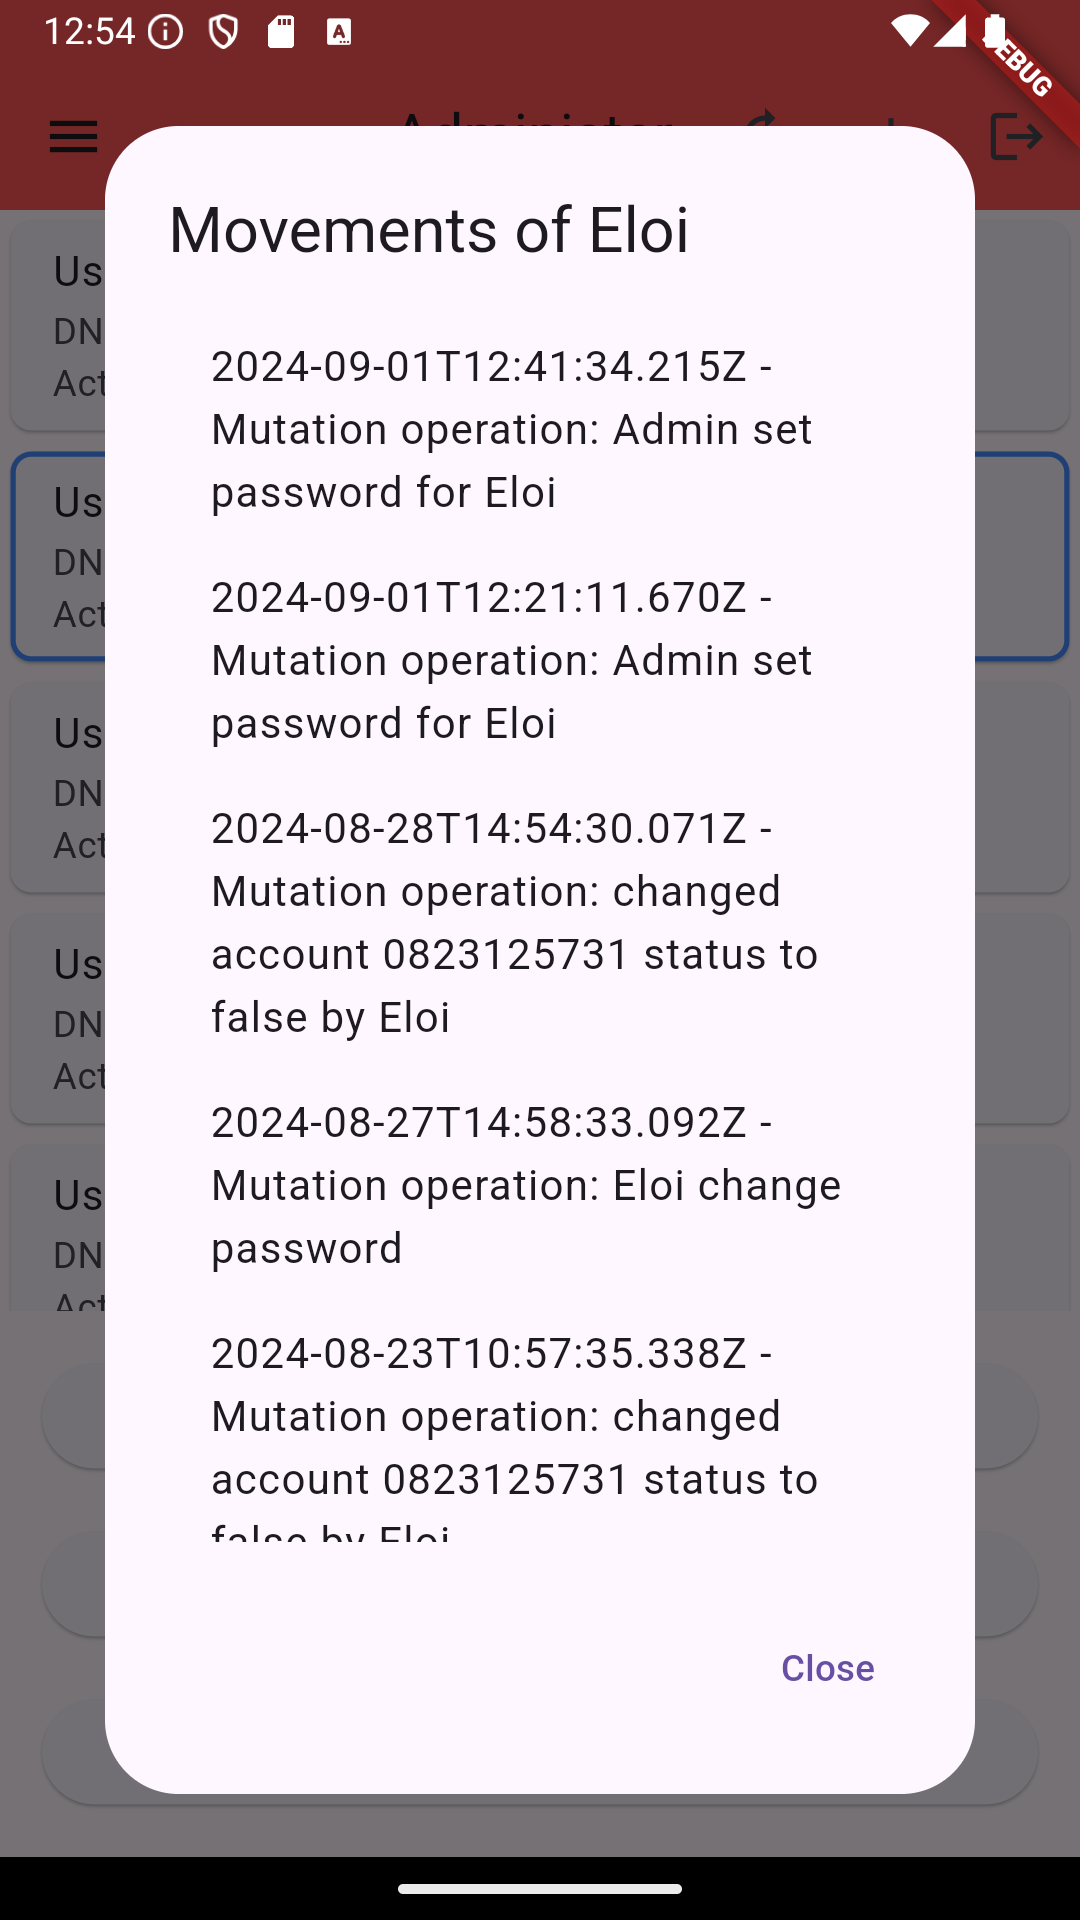 12:54
DEBUG
Movements of Eloi
2024-09-01T12:41:34.215Z -
Mutation operation: Admin set
password for Eloi
2024-09-01T12:21:11.670Z -
Mutation operation: Admin set
password for Eloi
2024-08-28T14:54:30.071Z -
Mutation operation: changed
account 0823125731 status to
false by Eloi
2024-08-27T14:58:33.092Z -
Mutation operation: Eloi change
password
2024-08-23T10:57:35.338Z -
Mutation operation: changed
account 0823125731 status to
false by Eloi
Close
Us
DN
Act
Us
DN
Act
Us
DN
Act
Us
DN
Act
Us
DN
Act